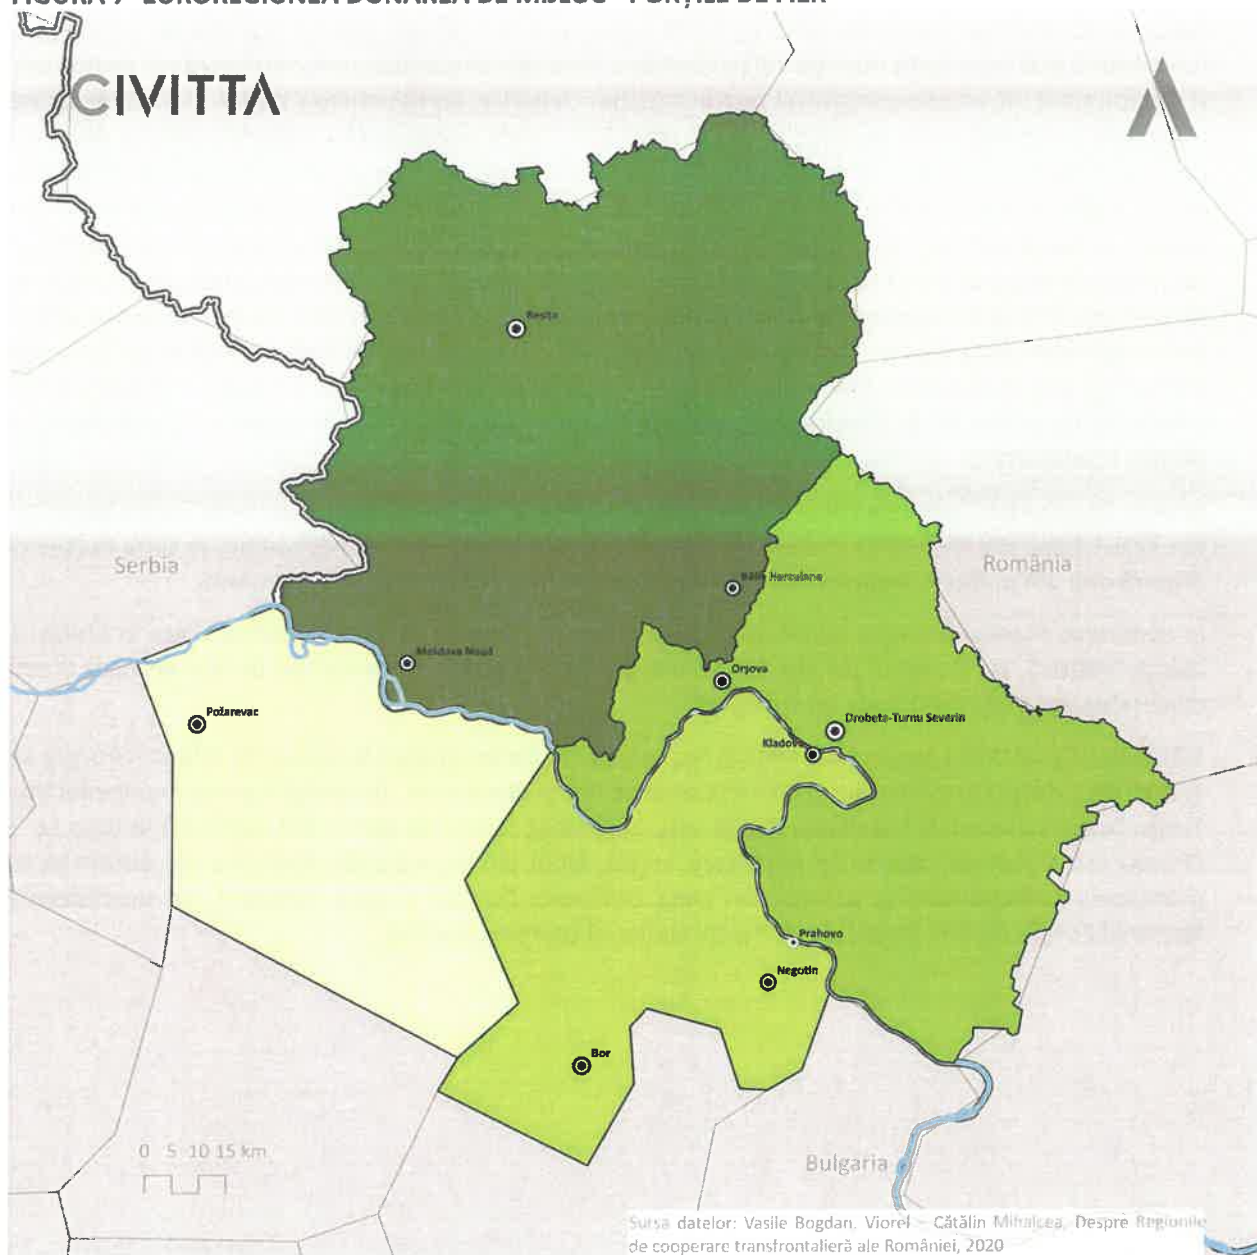 CIVITTA
Reșița
Serbia
România
Băile Herculane
Moldova Nouă
Orșova
Požarevac
Drobeta-Turnu Severin
Kladovo
Prahovo
Negotin
Bor
0 5 10 15 km
Bulgaria
Sursa datelor: Vasile Bogdan, Viorel – Cătălin Mihalcea, Despre Regiunile
de cooperare transfrontalieră ale României, 2020